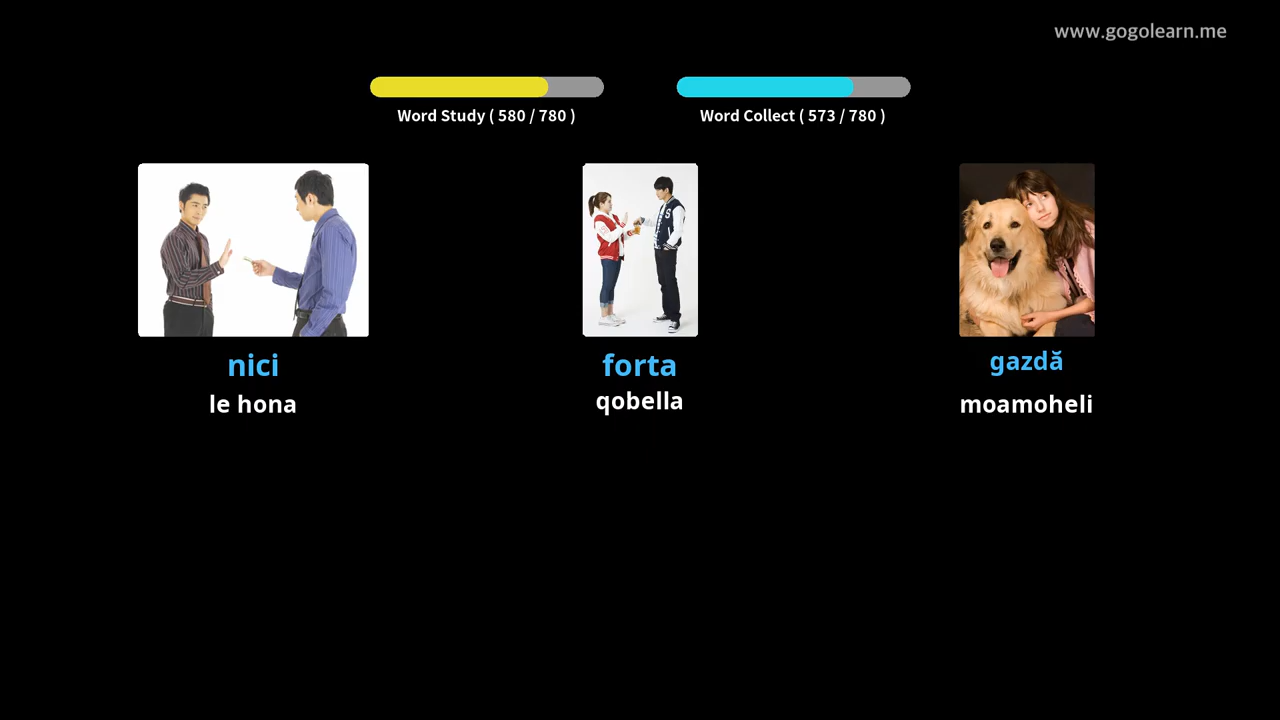 www.gogolearn.me
Word Study ( 580 / 780 )
Word Collect ( 573 / 780 )
nici
le hona
forta
qobella
gazdă
moamoheli